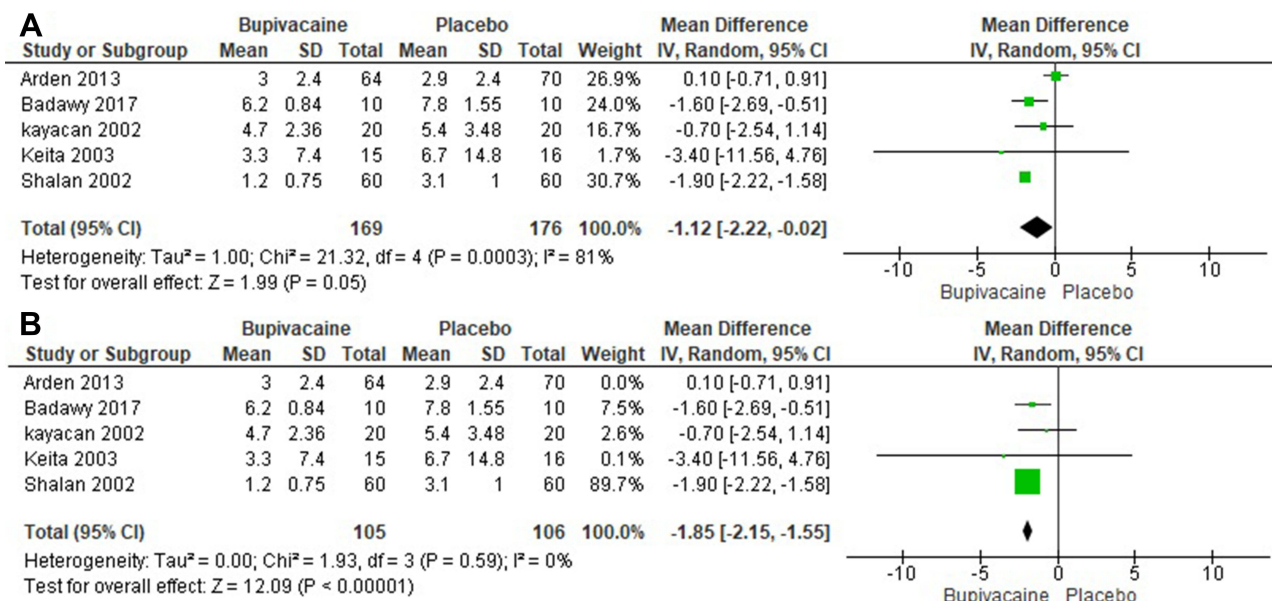 A
Bupivacaine Placebo Mean Difference Mean Difference
Study or Subgroup Mean SD Total Mean SD Total Weight IV, Random, 95% CI IV, Random, 95% CI
Arden 2013 3 2.4 64 2.9 2.4 70 26.9% 0.10 [-0.71, 0.91]
Badawy 2017 6.2 0.84 10 7.8 1.55 10 24.0% -1.60 [-2.69, -0.51]
kayacan 2002 4.7 2.36 20 5.4 3.48 20 16.7% -0.70 [-2.54, 1.14]
Keita 2003 3.3 7.4 15 6.7 14.8 16 1.7% -3.40 [-11.56, 4.76]
Shalan 2002 1.2 0.75 60 3.1 1 60 30.7% -1.90 [-2.22, -1.58]
Total (95% CI) 169 176 100.0% -1.12 [-2.22, -0.02]
Heterogeneity: Tau² = 1.00; Chi² = 21.32, df = 4 (P = 0.0003); I² = 81%
Test for overall effect: Z = 1.99 (P = 0.05)
-10 -5 0 5 10
Bupivacaine Placebo
B
Bupivacaine Placebo Mean Difference Mean Difference
Study or Subgroup Mean SD Total Mean SD Total Weight IV, Random, 95% CI IV, Random, 95% CI
Arden 2013 3 2.4 64 2.9 2.4 70 0.0% 0.10 [-0.71, 0.91]
Badawy 2017 6.2 0.84 10 7.8 1.55 10 7.5% -1.60 [-2.69, -0.51]
kayacan 2002 4.7 2.36 20 5.4 3.48 20 2.6% -0.70 [-2.54, 1.14]
Keita 2003 3.3 7.4 15 6.7 14.8 16 0.1% -3.40 [-11.56, 4.76]
Shalan 2002 1.2 0.75 60 3.1 1 60 89.7% -1.90 [-2.22, -1.58]
Total (95% CI) 105 106 100.0% -1.85 [-2.15, -1.55]
Heterogeneity: Tau² = 0.00; Chi² = 1.93, df = 3 (P = 0.59); I² = 0%
Test for overall effect: Z = 12.09 (P < 0.00001)
-10 -5 0 5 10
Bupivacaine Placebo